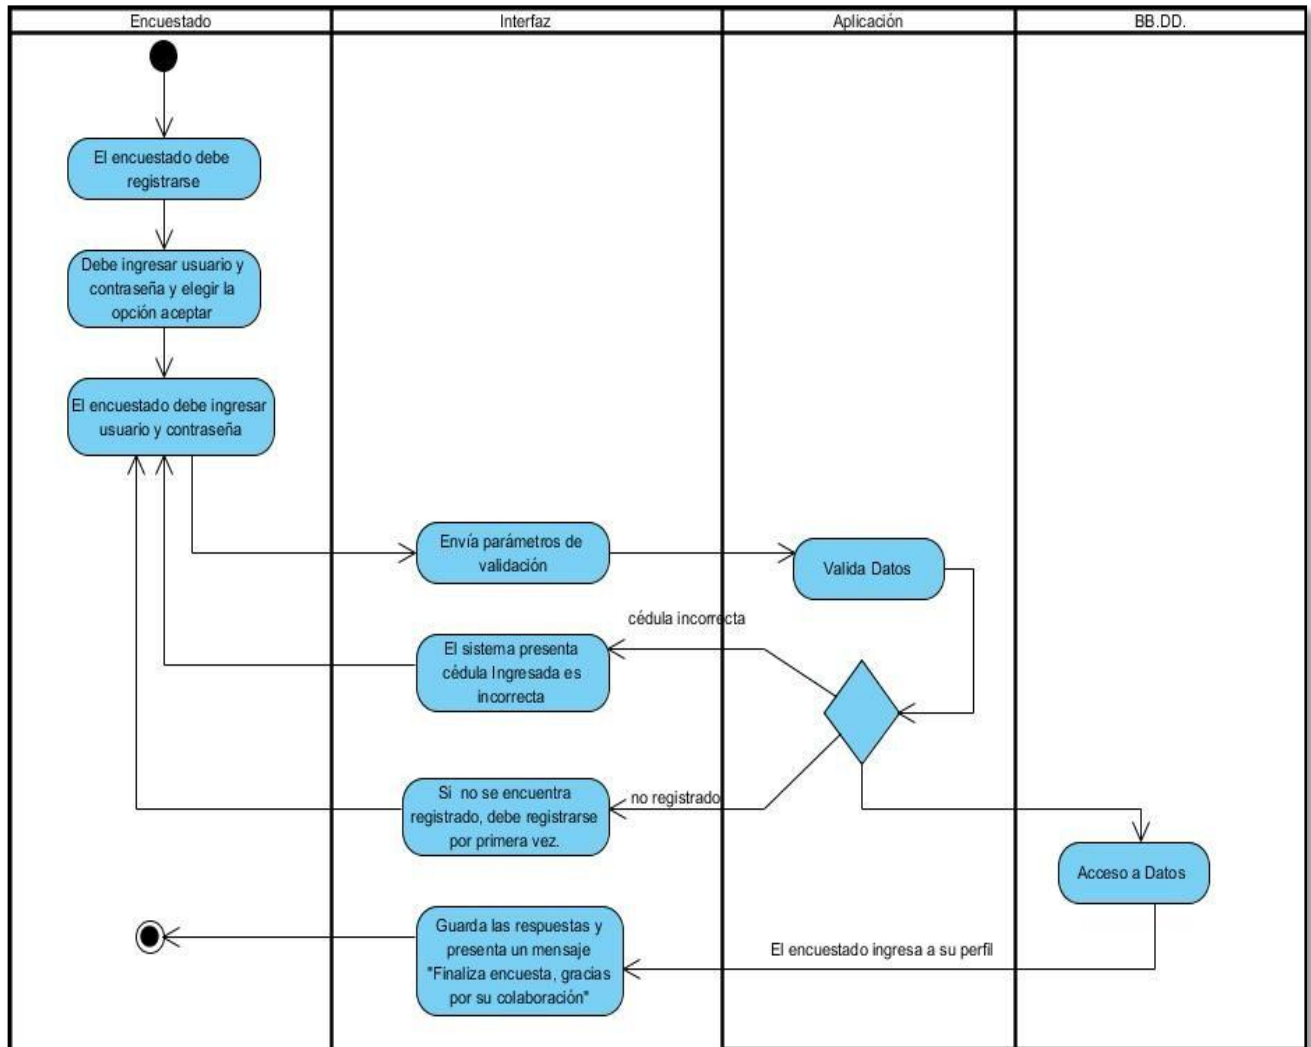 Encuestado
Interfaz
Aplicación
BB.DD.
El encuestado debe
registrarse
Debe ingresar usuario y
contraseña y elegir la
opción aceptar
El encuestado debe ingresar
usuario y contraseña
Envía parámetros de
validación
Valida Datos
cédula incorrecta
El sistema presenta
cédula Ingresada es
incorrecta
no registrado
Si no se encuentra
registrado, debe registrarse
por primera vez.
Acceso a Datos
El encuestado ingresa a su perfil
Guarda las respuestas y
presenta un mensaje
"Finaliza encuesta, gracias
por su colaboración"